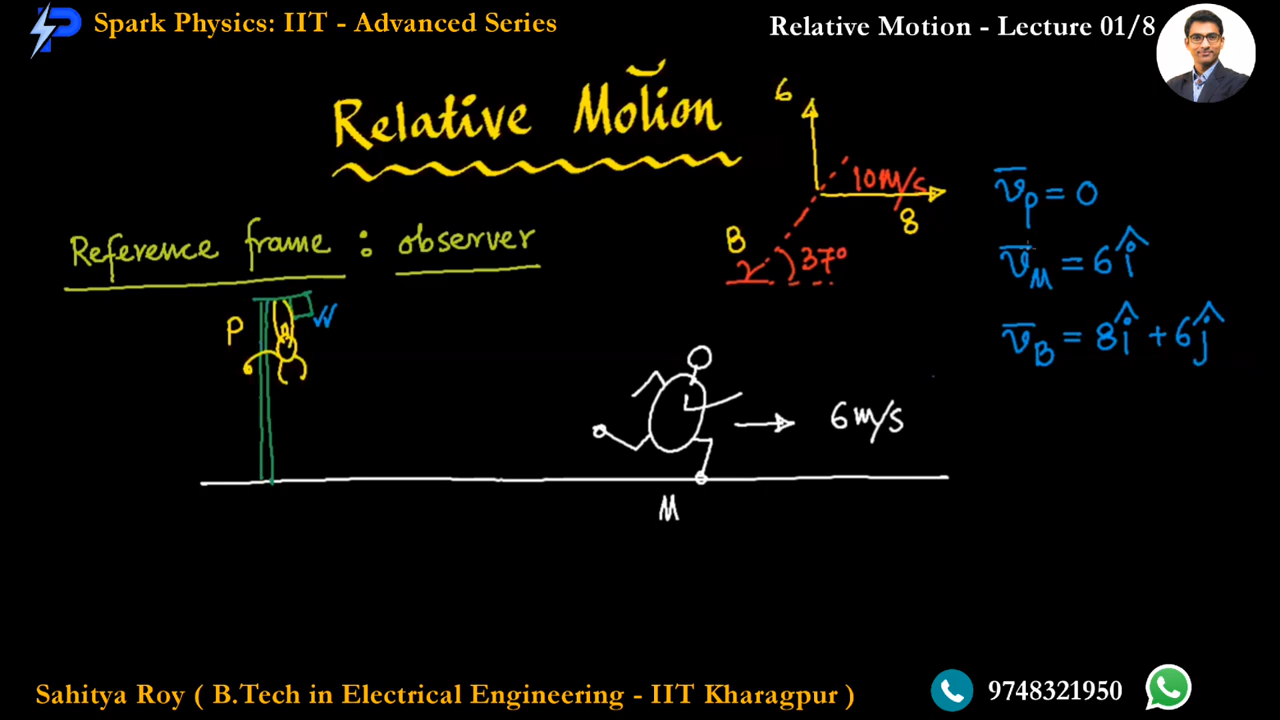 Spark Physics: IIT - Advanced Series
Relative Motion - Lecture 01/8
Relative Motion
6
10m/s
8
B
37°
v̅P = 0
v̅M = 6î
v̅B = 8î + 6ĵ
Reference frame : observer
P
W
6m/s
M
Sahitya Roy ( B.Tech in Electrical Engineering - IIT Kharagpur )
9748321950